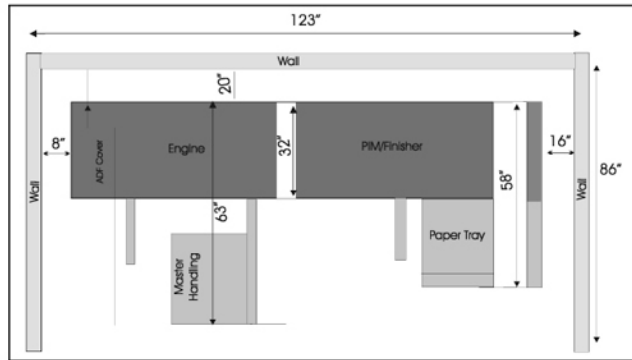 123"
Wall
20"
8"
Engine
32"
PIM/Finisher
16"
ADF Cover
58"
86"
Wall
Wall
63"
Paper Tray
Master
Handling